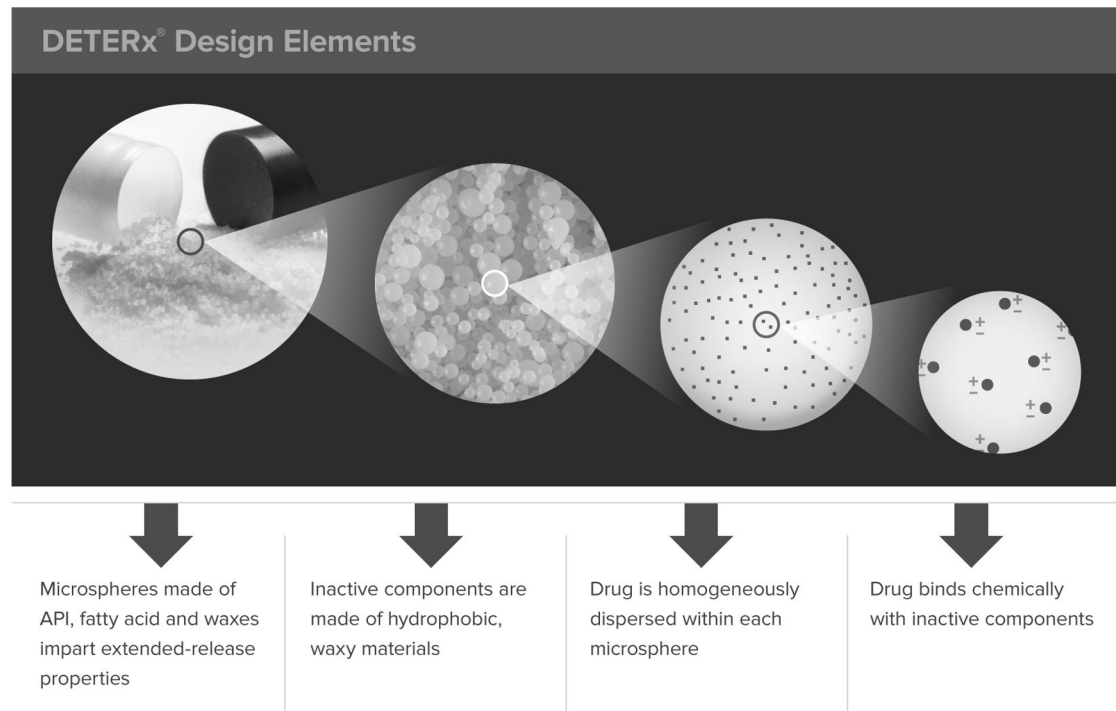 DETERx® Design Elements
+
−
+
−
+
−
+
−
+
−
+
−
+
−
Microspheres made of
API, fatty acid and waxes
impart extended-release
properties
Inactive components are
made of hydrophobic,
waxy materials
Drug is homogeneously
dispersed within each
microsphere
Drug binds chemically
with inactive components